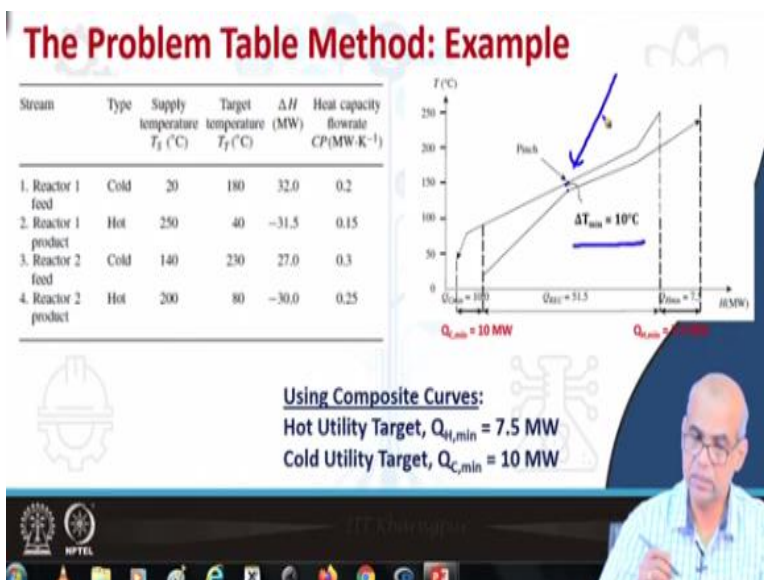 The Problem Table Method: Example
Stream Type Supply Target ΔH Heat capacity
temperature temperature (MW) flowrate
T_S (°C) T_T (°C) CP(MW·K⁻¹)
1. Reactor 1 Cold 20 180 32.0 0.2
feed
2. Reactor 1 Hot 250 40 −31.5 0.15
product
3. Reactor 2 Cold 140 230 27.0 0.3
feed
4. Reactor 2 Hot 200 80 −30.0 0.25
product
T(°C)
250
200
Pinch
150
ΔT_min = 10°C
100
50
0
Q_REC = 51.5
H(MW)
Q_C,min = 10 MW
Q_H,min
Using Composite Curves:
Hot Utility Target, Q_H,min = 7.5 MW
Cold Utility Target, Q_C,min = 10 MW
IIT Kharagpur
NPTEL